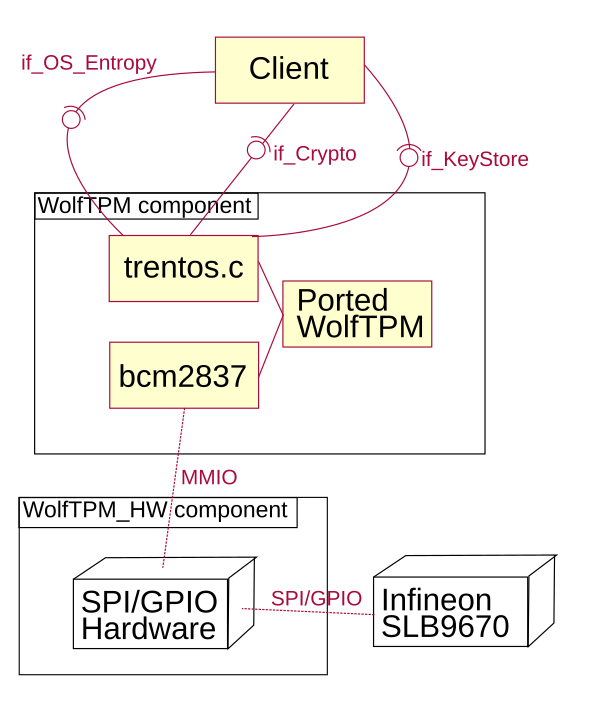 Client
if_OS_Entropy
if_Crypto
if_KeyStore
WolfTPM component
trentos.c
Ported
WolfTPM
bcm2837
MMIO
WolfTPM_HW component
SPI/GPIO
Hardware
SPI/GPIO
Infineon
SLB9670